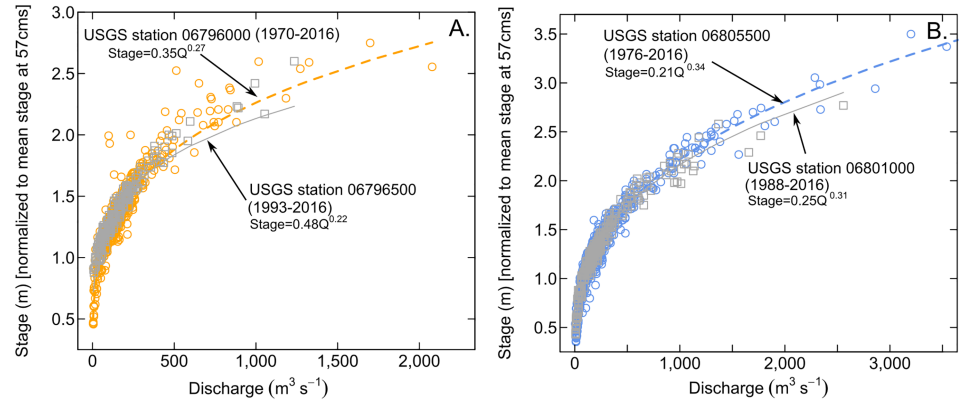 A.
USGS station 06796000 (1970-2016)
Stage=0.35Q^0.27
USGS station 06796500
(1993-2016)
Stage=0.48Q^0.22
Stage (m) [normalized to mean stage at 57cms]
3.0
2.5
2.0
1.5
1.0
0.5
0
500
1,000
1,500
2,000
Discharge (m³ s⁻¹)
B.
USGS station 06805500
(1976-2016)
Stage=0.21Q^0.34
USGS station 06801000
(1988-2016)
Stage=0.25Q^0.31
Stage (m) [normalized to mean stage at 57cms]
3.5
3.0
2.5
2.0
1.5
1.0
0.5
0
1,000
2,000
3,000
Discharge (m³ s⁻¹)